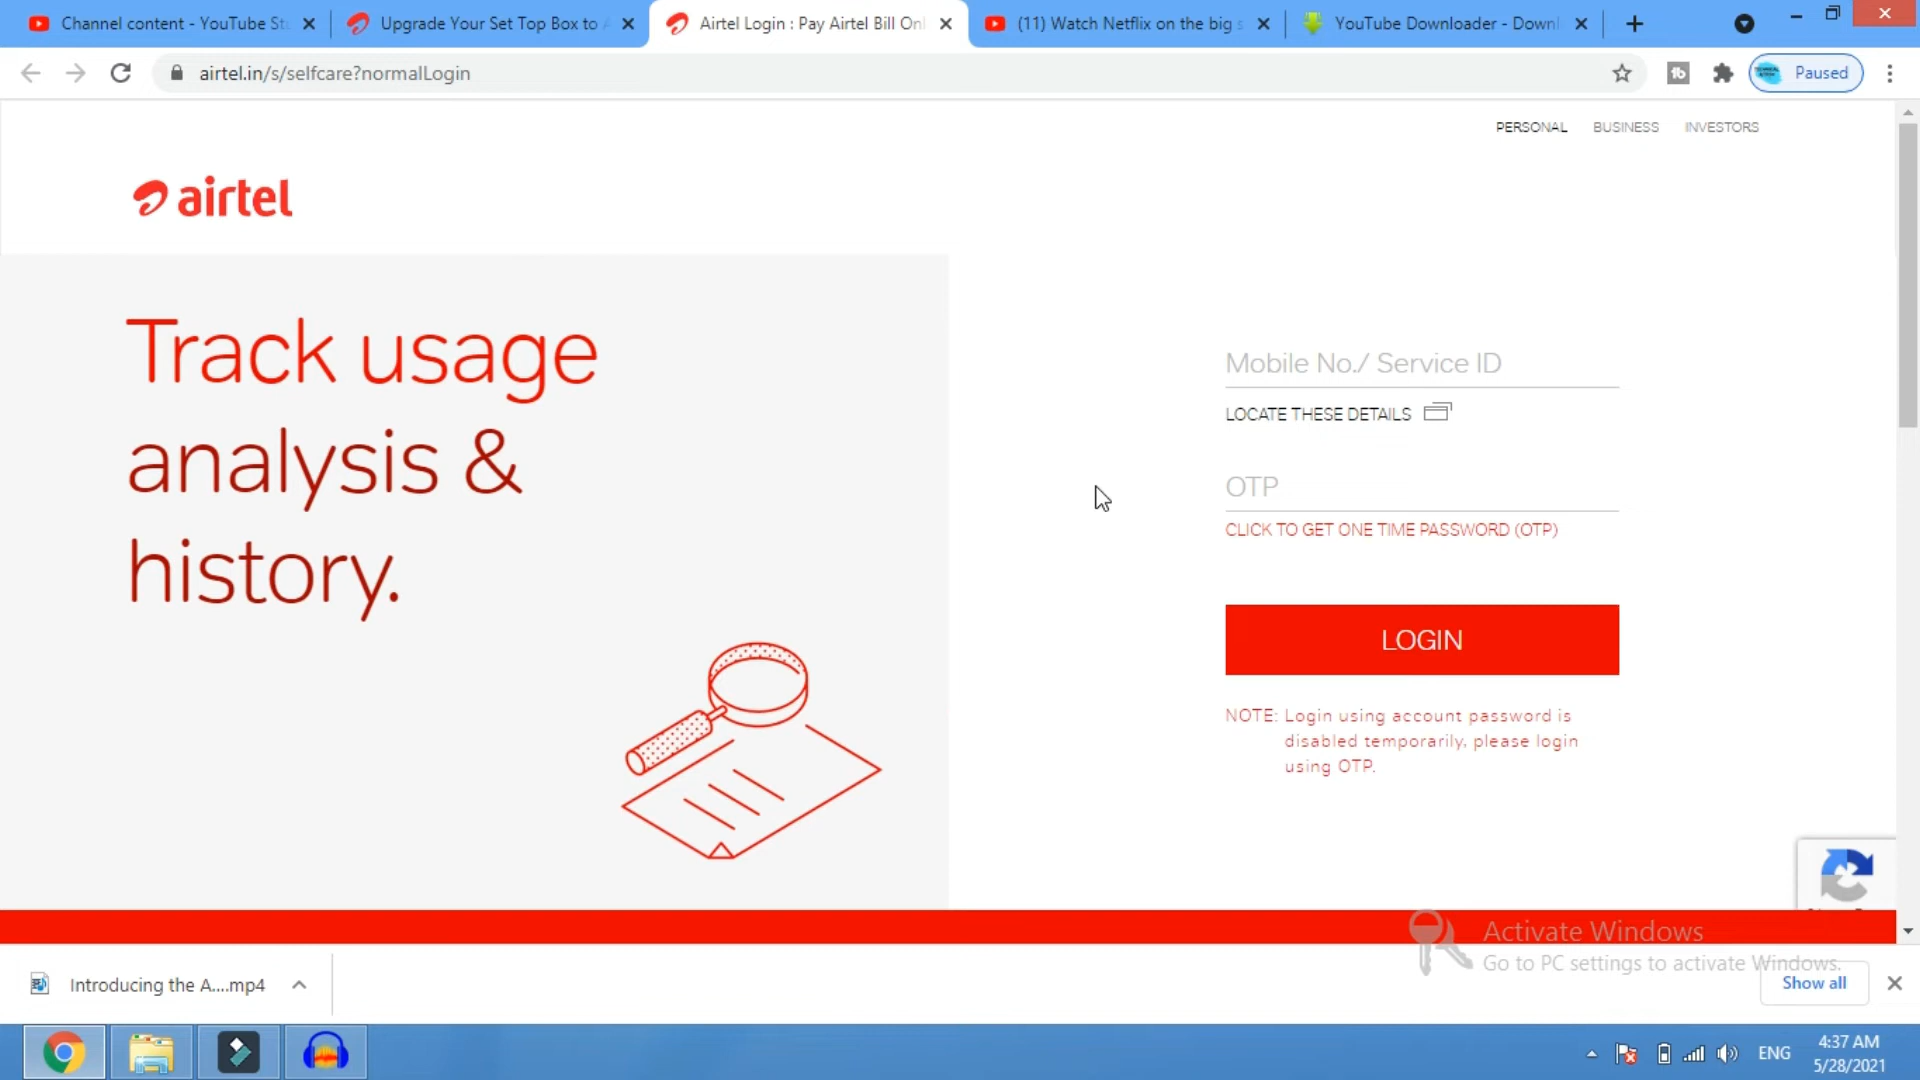 Channel content - YouTube St
Upgrade Your Set Top Box to
Airtel Login : Pay Airtel Bill Onl
(11) Watch Netflix on the big s
YouTube Downloader - Downl
airtel.in/s/selfcare?normalLogin
Paused
PERSONAL BUSINESS INVESTORS
airtel
Track usage
analysis &
history.
Mobile No./ Service ID
LOCATE THESE DETAILS
OTP
CLICK TO GET ONE TIME PASSWORD (OTP)
LOGIN
NOTE: Login using account password is
disabled temporarily, please login
using OTP.
Activate Windows
Go to PC settings to activate Windows.
Introducing the A....mp4
Show all
ENG
4:37 AM
5/28/2021